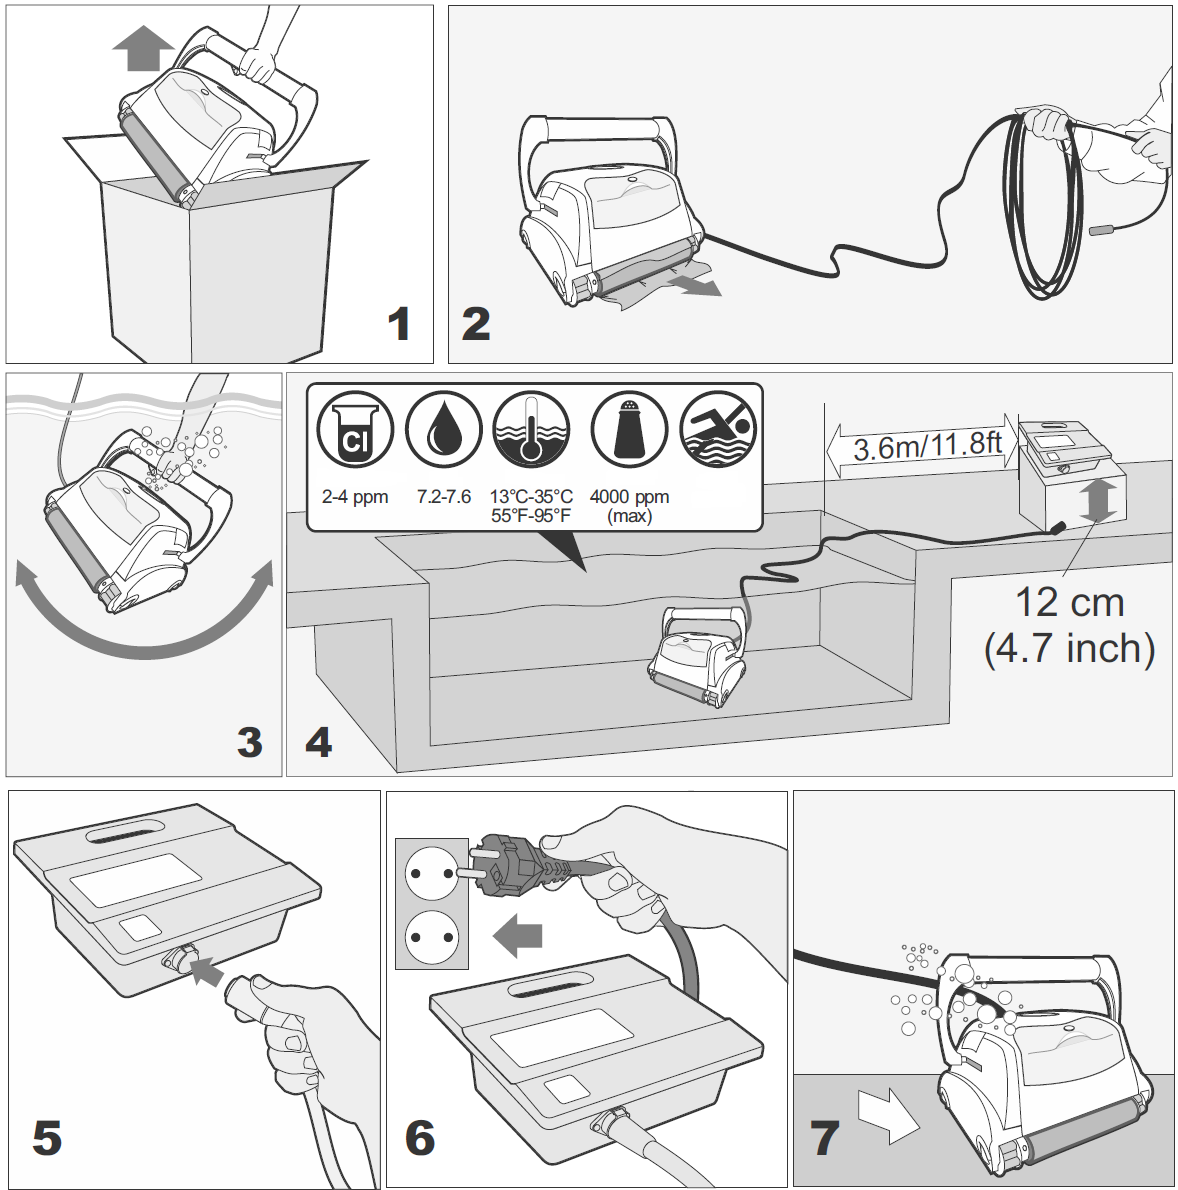 1
2
3
Cl
2-4 ppm
7.2-7.6
13°C-35°C
55°F-95°F
4000 ppm
(max)
3.6m/11.8ft
12 cm
(4.7 inch)
4
5
6
7